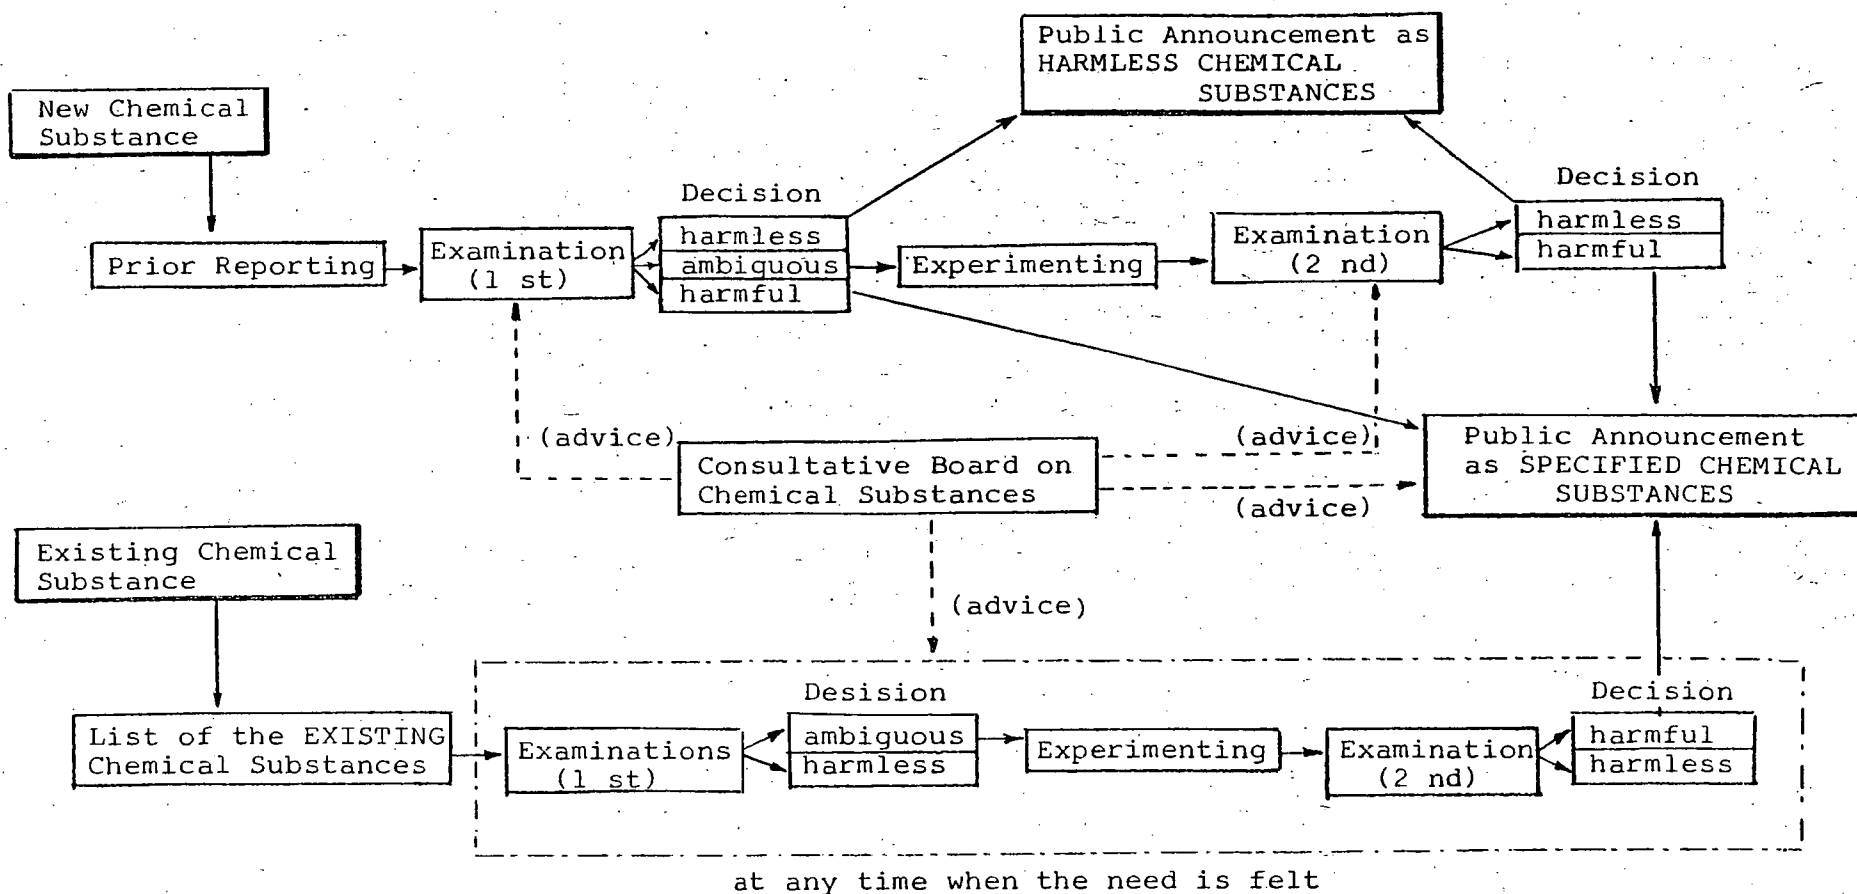 Public Announcement as
HARMLESS CHEMICAL
SUBSTANCES
New Chemical
Substance
Decision
Decision
Prior Reporting
Examination
(1 st)
harmless
ambiguous
harmful
Experimenting
Examination
(2 nd)
harmless
harmful
(advice)
Consultative Board on
Chemical Substances
(advice)
(advice)
Public Announcement
as SPECIFIED CHEMICAL
SUBSTANCES
Existing Chemical
Substance
(advice)
List of the EXISTING
Chemical Substances
Examinations
(1 st)
Desision
ambiguous
harmless
Experimenting
Examination
(2 nd)
Decision
harmful
harmless
at any time when the need is felt